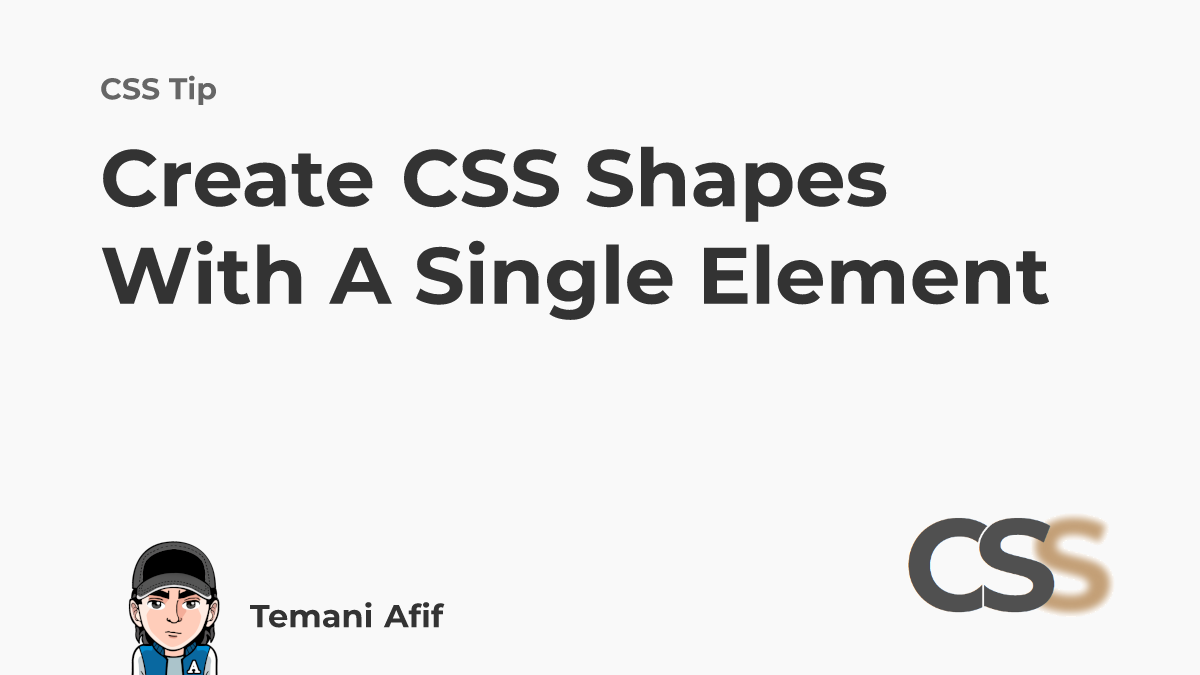 CSS Tip
Create CSS Shapes
With A Single Element
A
Temani Afif
CSS